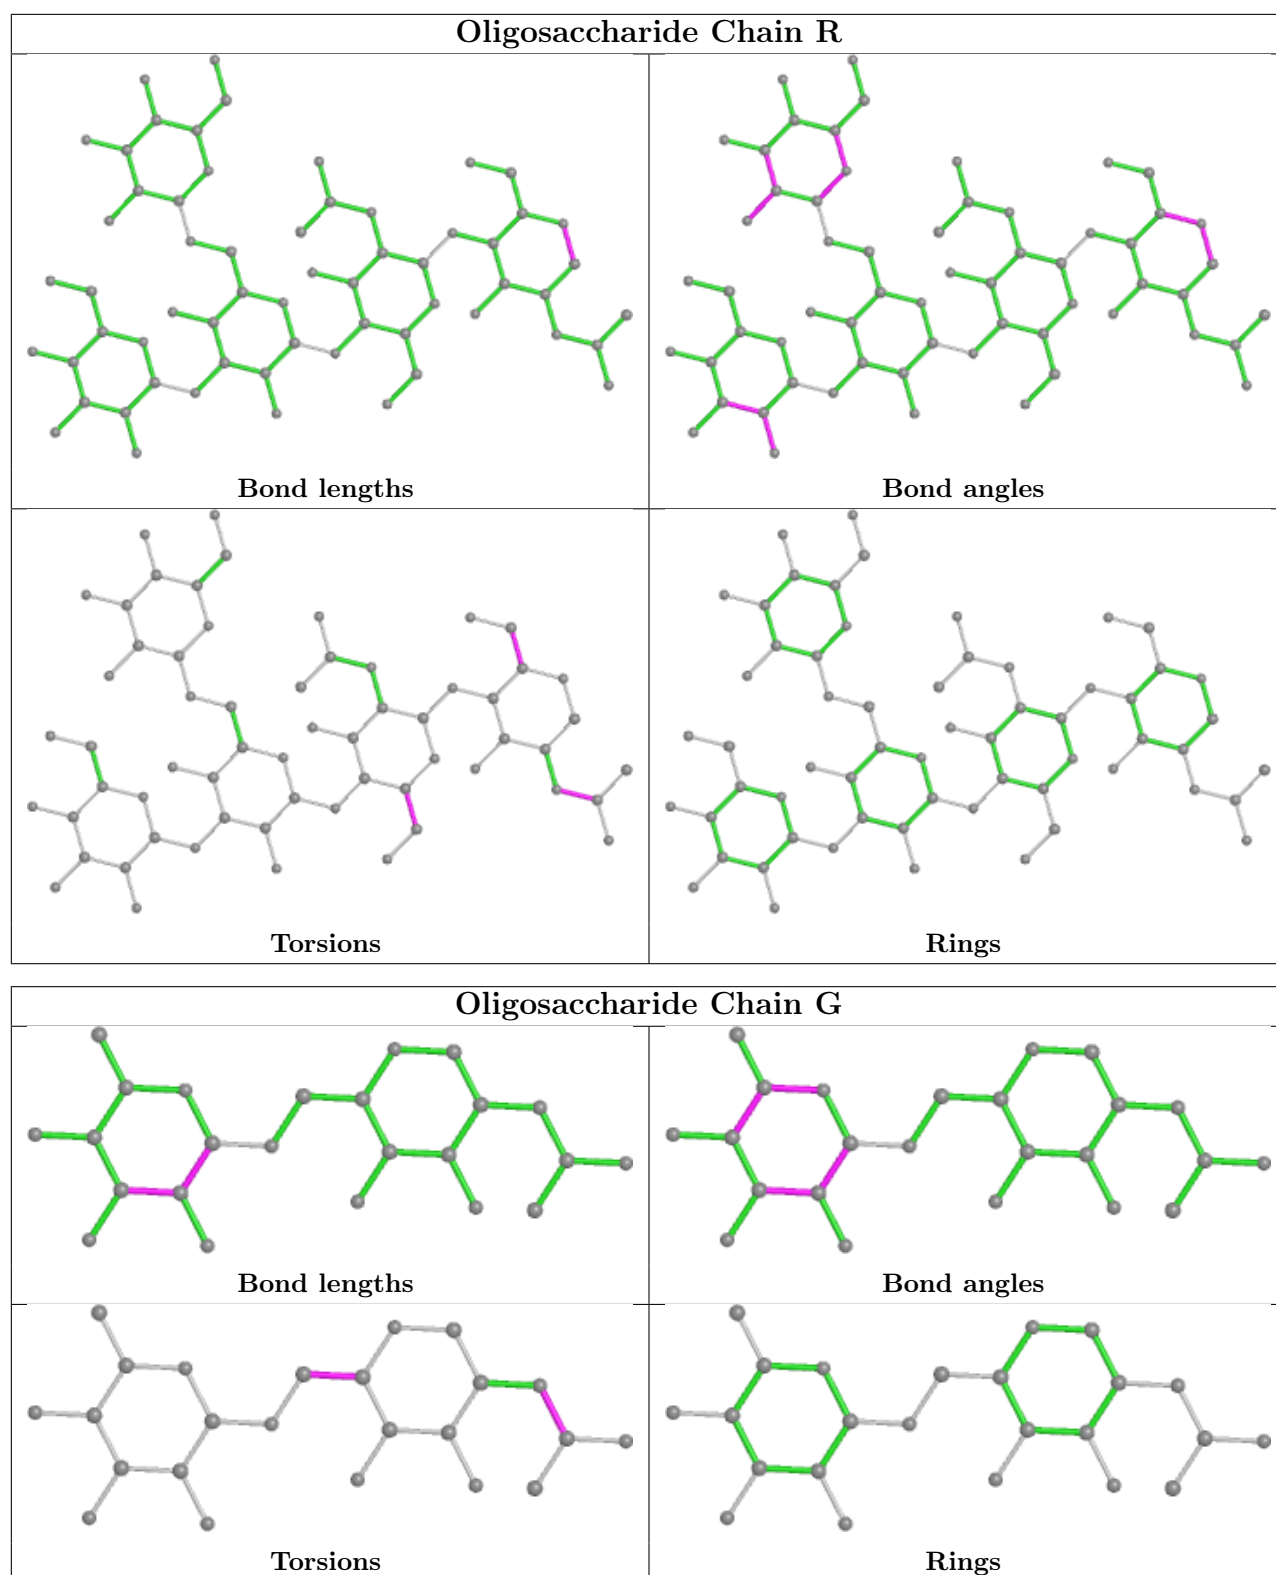 Oligosaccharide Chain R
Bond lengths
Bond angles
Torsions
Rings
Oligosaccharide Chain G
Bond lengths
Bond angles
Torsions
Rings